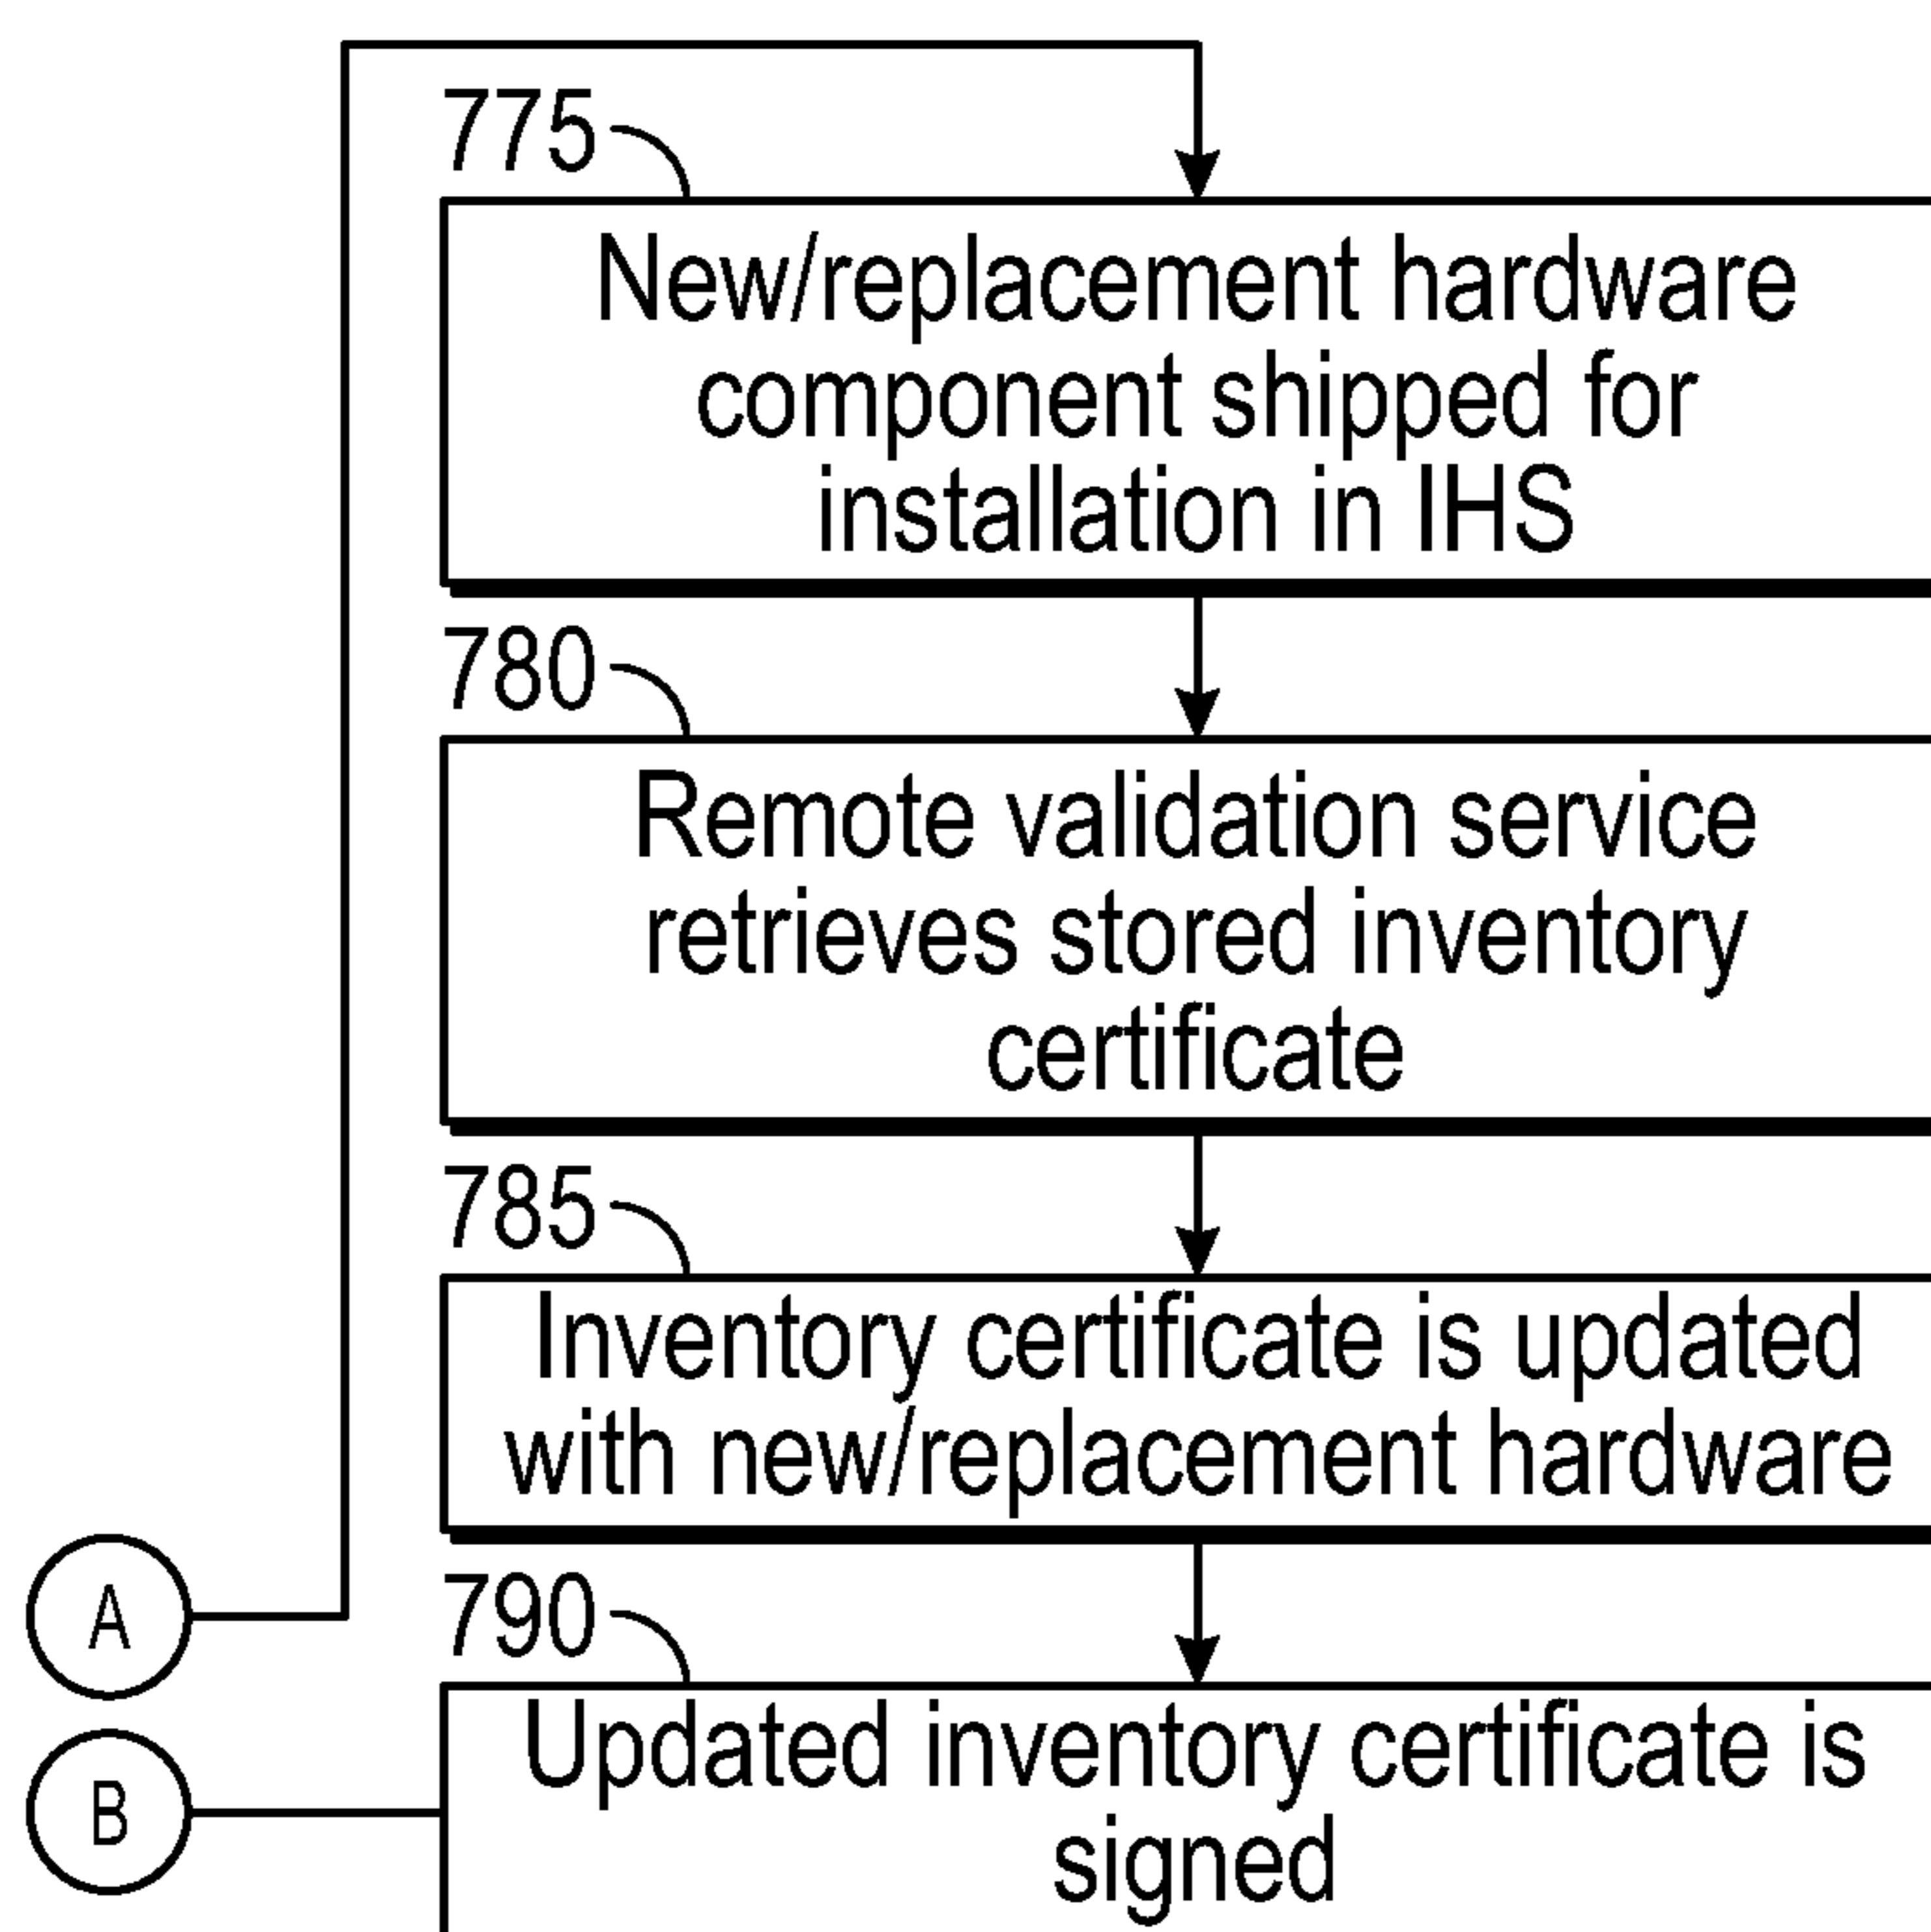 775
New/replacement hardware
component shipped for
installation in IHS
780
Remote validation service
retrieves stored inventory
certificate
785
Inventory certificate is updated
with new/replacement hardware
A
790
Updated inventory certificate is
signed
B